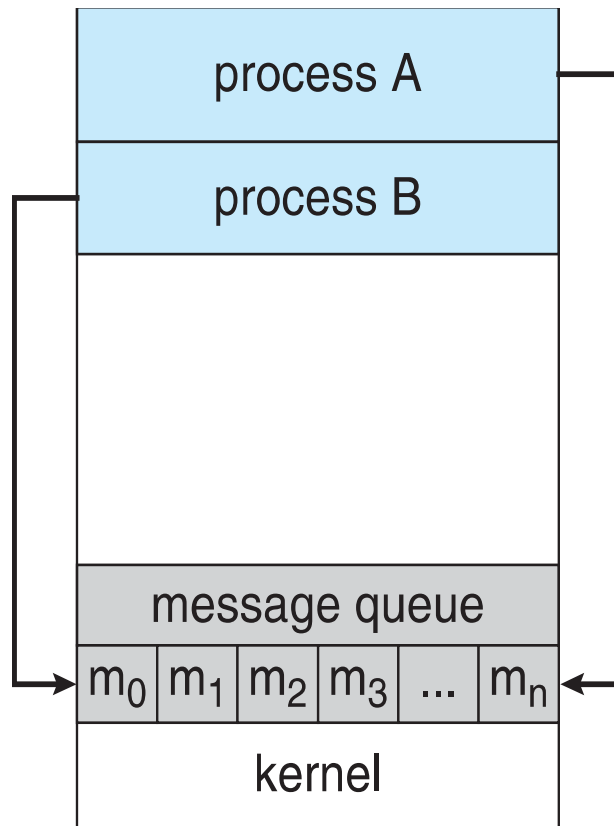 process A
process B
message queue
m0 m1 m2 m3 ... mn
kernel